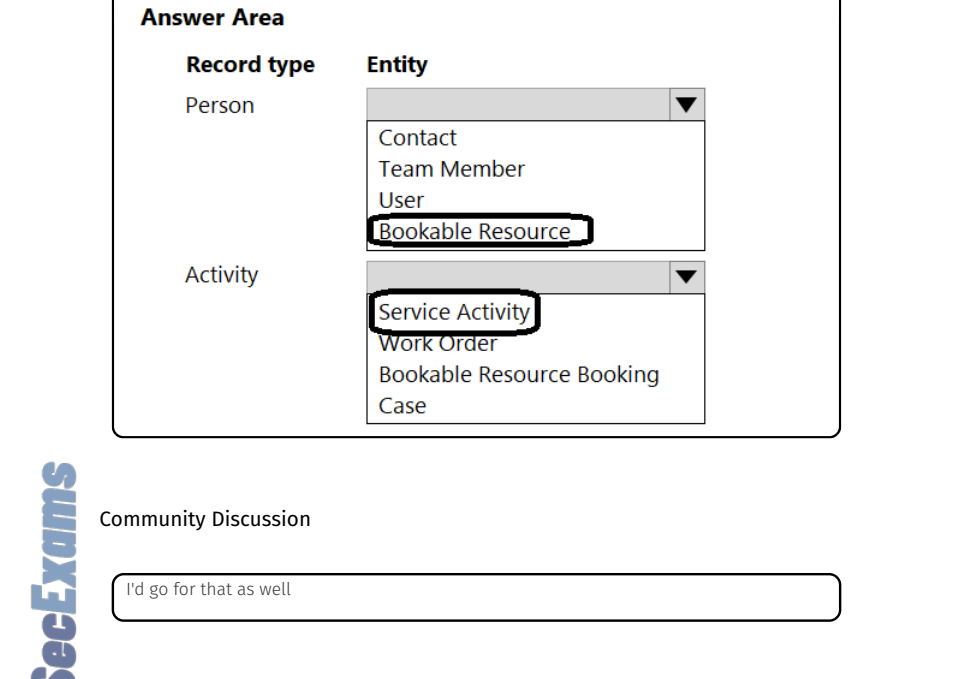 Answer Area
Record type Entity
Person
Contact
Team Member
User
Bookable Resource
Activity
Service Activity
Work Order
Bookable Resource Booking
Case
Community Discussion
I'd go for that as well
SecExams